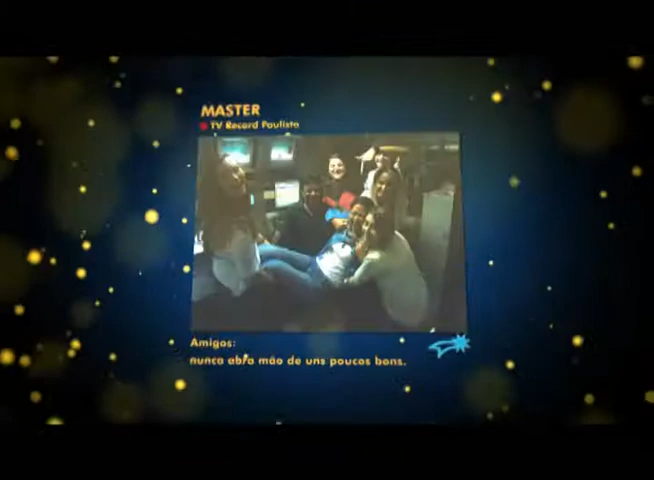 MASTER
TV Record Paulista
Amigos:
nunca abra mão de uns poucos bons.